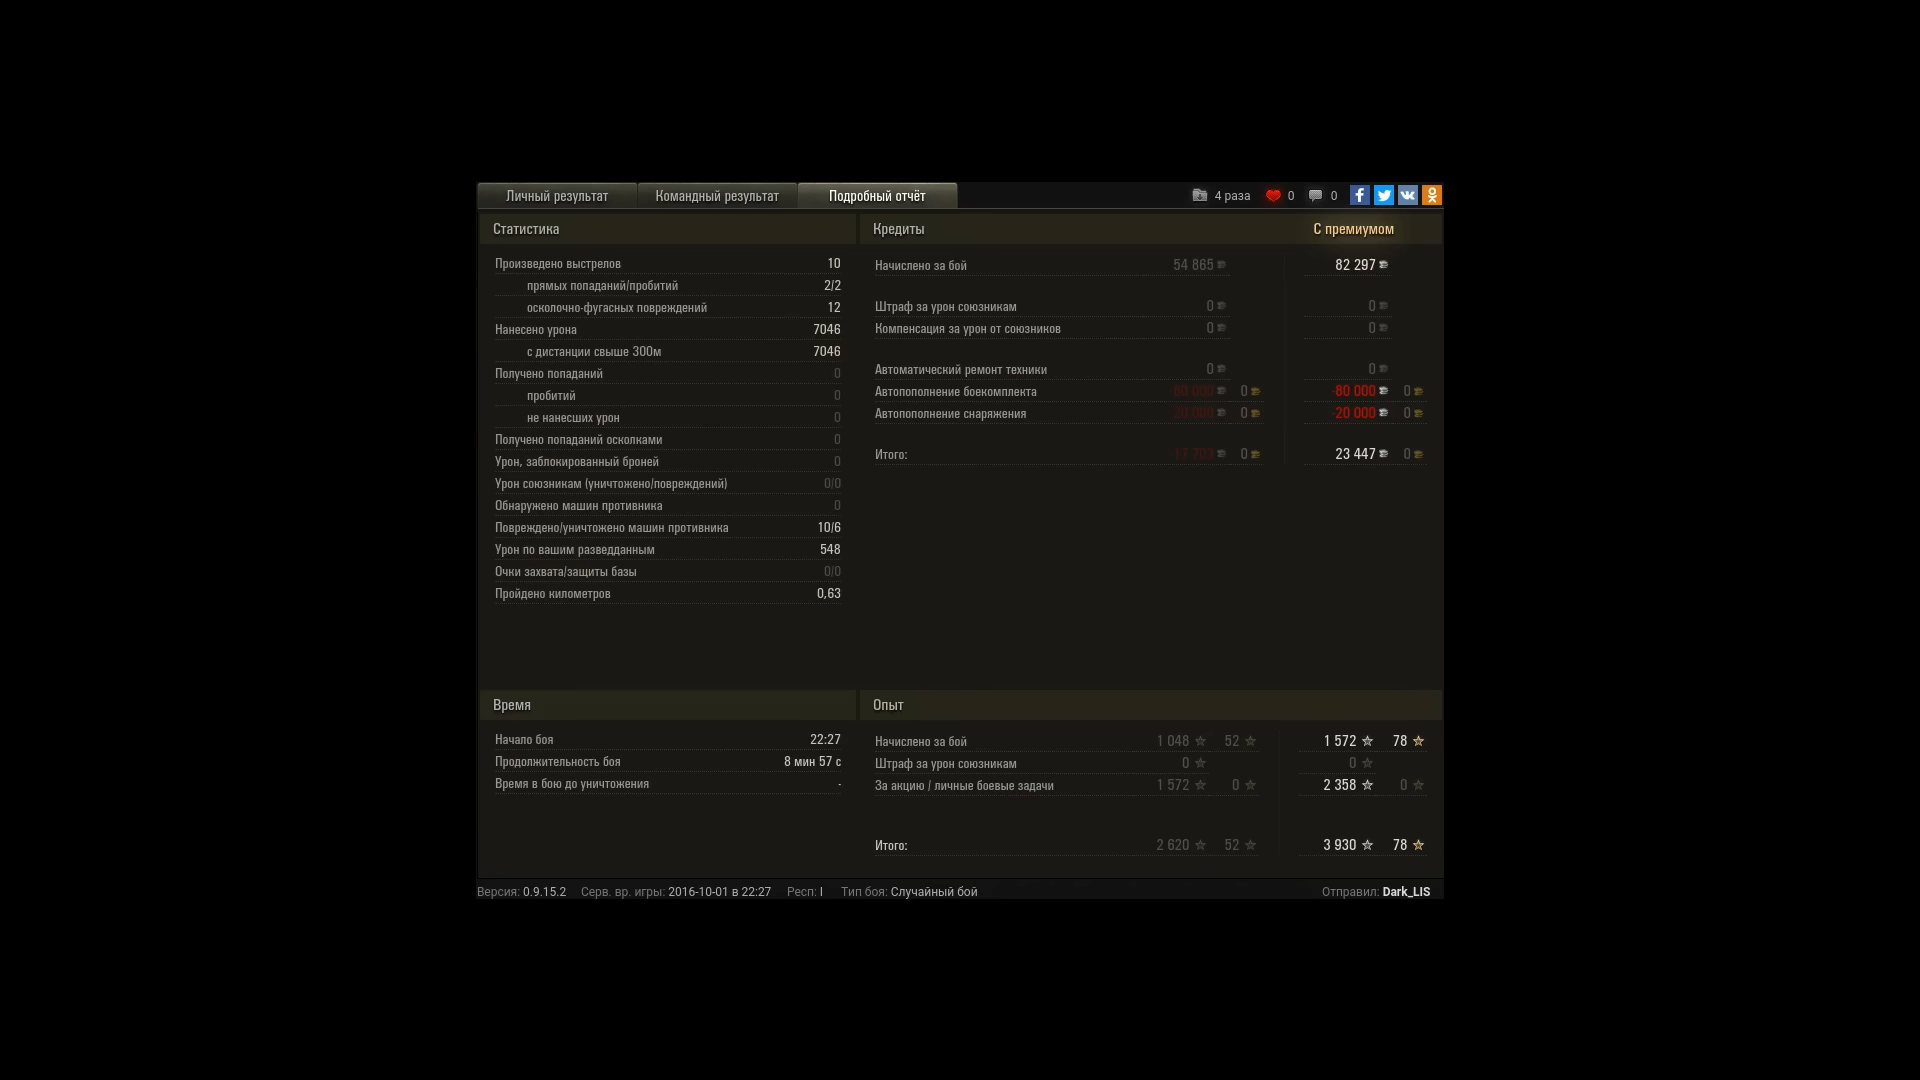 Личный результат Командный результат Подробный отчёт 4 раза 0 0
Статистика
Произведено выстрелов 10
прямых попаданий/пробитий 2/2
осколочно-фугасных повреждений 12
Нанесено урона 7046
с дистанции свыше 300м 7046
Получено попаданий 0
пробитий 0
не нанесших урон 0
Получено попаданий осколками 0
Урон, заблокированный броней 0
Урон союзникам (уничтожено/повреждений) 0/0
Обнаружено машин противника 0
Повреждено/уничтожено машин противника 10/6
Урон по вашим разведданным 548
Очки захвата/защиты базы 0/0
Пройдено километров 0,63
Кредиты С премиумом
Начислено за бой 54 865 82 297
Штраф за урон союзникам 0 0
Компенсация за урон от союзников 0 0
Автоматический ремонт техники 0 0
Автопополнение боекомплекта -80 000 0 -80 000 0
Автопополнение снаряжения -20 000 0 -20 000 0
Итого: 0 23 447 0
Время
Начало боя 22:27
Продолжительность боя 8 мин 57 с
Время в бою до уничтожения -
Опыт
Начислено за бой 1 048 52 1 572 78
Штраф за урон союзникам 0 0
За акцию / личные боевые задачи 1 572 0 2 358 0
Итого: 2 620 52 3 930 78
Версия: 0.9.15.2 Серв. вр. игры: 2016-10-01 в 22:27 Респ: I Тип боя: Случайный бой Отправил: Dark_LIS